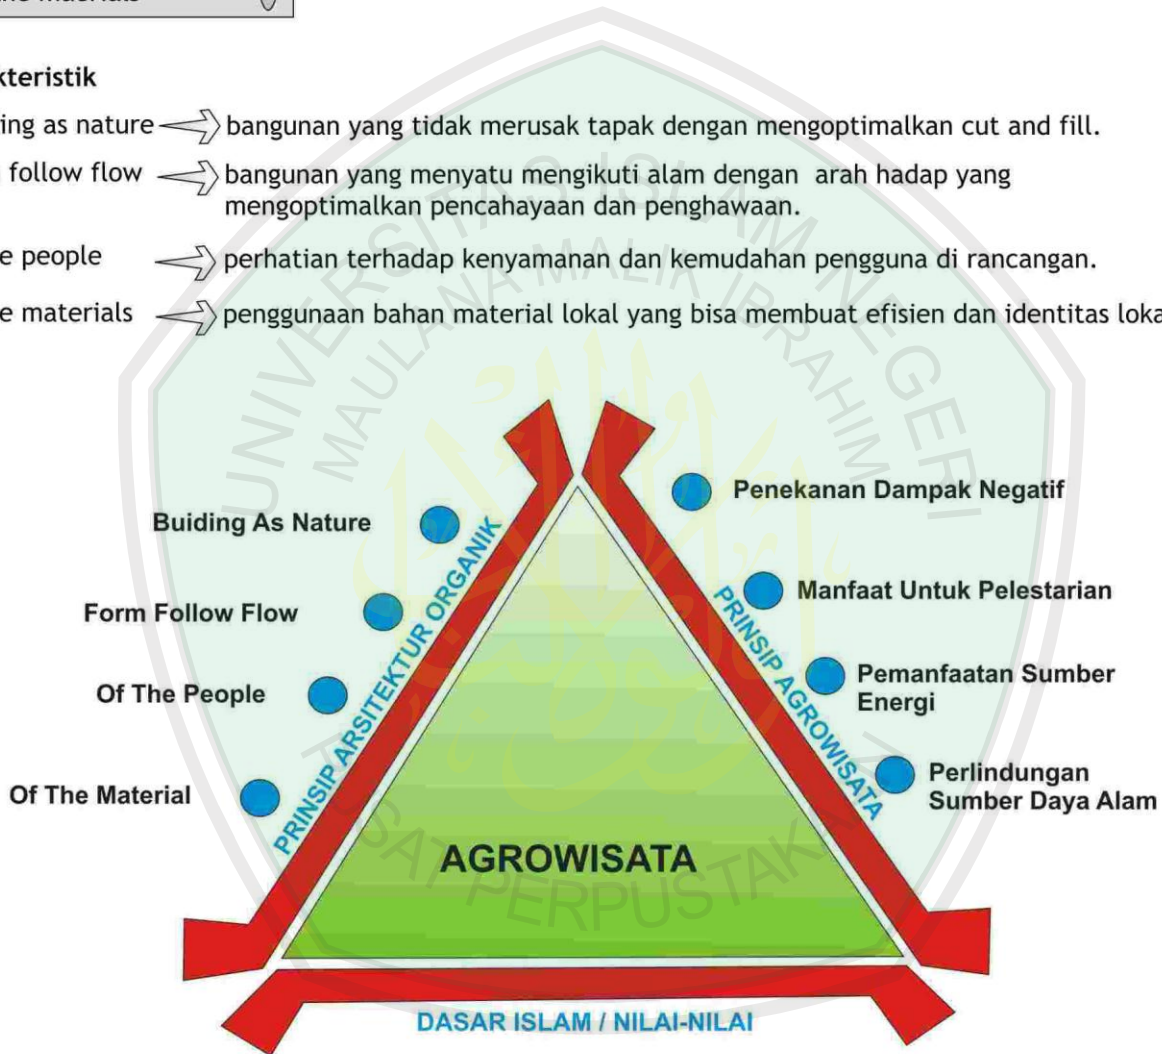 kteristik
ing as nature bangunan yang tidak merusak tapak dengan mengoptimalkan cut and fill.
follow flow bangunan yang menyatu mengikuti alam dengan arah hadap yang
mengoptimalkan pencahayaan dan penghawaan.
e people perhatian terhadap kenyamanan dan kemudahan pengguna di rancangan.
e materials penggunaan bahan material lokal yang bisa membuat efisien dan identitas loka
UNIVERSITAS ISLAM NEGERI
MAULANA MALIK IBRAHIM
Penekanan Dampak Negatif
Buiding As Nature
Manfaat Untuk Pelestarian
Form Follow Flow
Pemanfaatan Sumber
Energi
Of The People
Perlindungan
Sumber Daya Alam
Of The Material
PRINSIP ARSITEKTUR ORGANIK
PRINSIP AGROWISATA
AGROWISATA
PERPUSTAKA
DASAR ISLAM / NILAI-NILAI